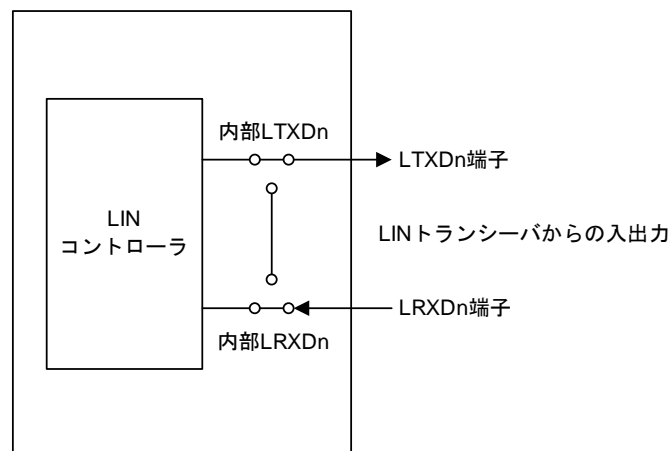 内部LTXDn
LTXDn端子
LIN
コントローラ
LINトランシーバからの入出力
LRXDn端子
内部LRXDn